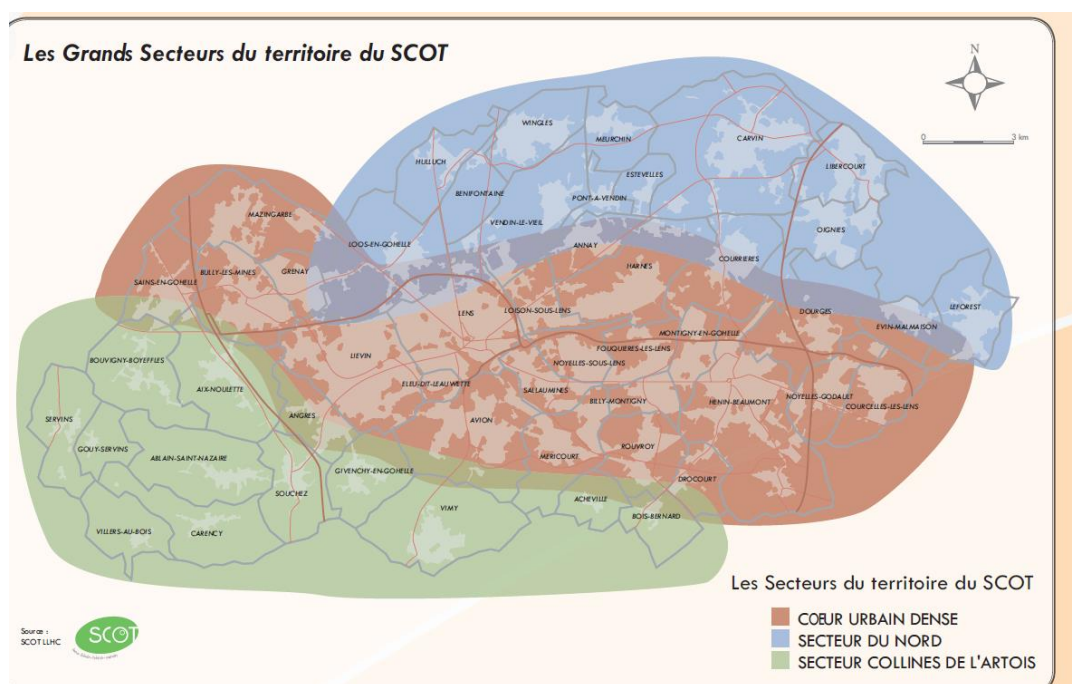 Les Grands Secteurs du territoire du SCOT
N
0 3 km
WINGLES
MEURCHIN
CARVIN
HULLUCH
LIBERCOURT
BENIFONTAINE
ESTEVELLES
PONT-A-VENDIN
MAZINGARBE
VENDIN-LE-VIEIL
OIGNIES
LOOS-EN-GOHELLE
ANNAY
COURRIERES
BULLY-LES-MINES
GRENAY
HARNES
SAINS-EN-GOHELLE
LEFOREST
LENS
LOISON-SOUS-LENS
DOURGES
EVIN-MALMAISON
MONTIGNY-EN-GOHELLE
FOUQUIERES-LES-LENS
LIEVIN
BOUVIGNY-BOYEFFLES
NOYELLES-SOUS-LENS
ELEU-DIT-LEAUWETTE
AIX-NOULETTE
SALLAUMINES
BILLY-MONTIGNY
HENIN-BEAUMONT
NOYELLES-GODAULT
COURCELLES-LES-LENS
ANGRES
SERVINS
AVION
ROUVROY
GOUY-SERVINS
ABLAIN-SAINT-NAZAIRE
MERICOURT
GIVENCHY-EN-GOHELLE
DROCOURT
SOUCHEZ
ACHEVILLE
VIMY
BOIS-BERNARD
VILLERS-AU-BOIS
CARENCY
Les Secteurs du territoire du SCOT
CŒUR URBAIN DENSE
SECTEUR DU NORD
SECTEUR COLLINES DE L'ARTOIS
Source :
SCOT LLHC
SCOT